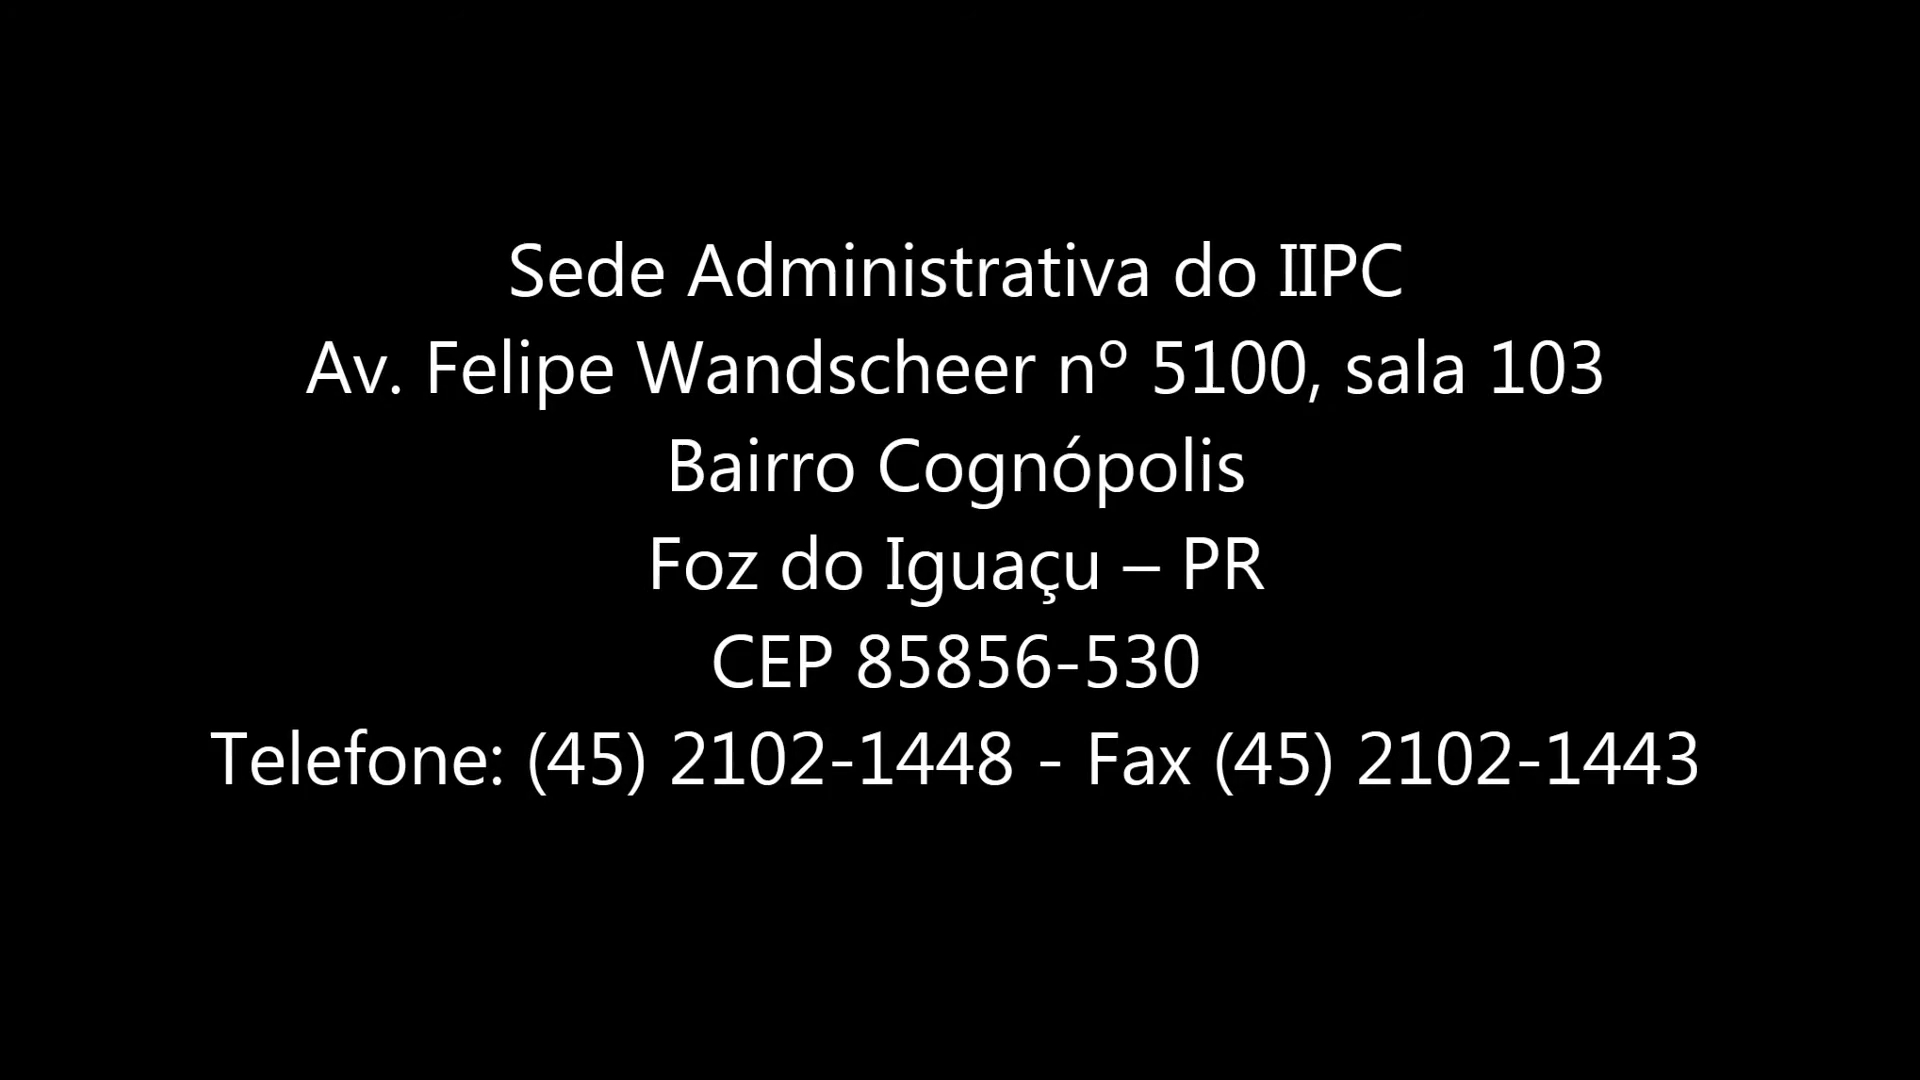 Sede Administrativa do IIPC
Av. Felipe Wandscheer nº 5100, sala 103
Bairro Cognópolis
Foz do Iguaçu – PR
CEP 85856-530
Telefone: (45) 2102-1448 - Fax (45) 2102-1443